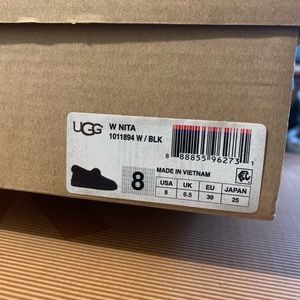 UGG
W NITA
1011894 W / BLK
8 88855 96273 1
8
MADE IN VIETNAM
USA UK EU JAPAN
8 6.5 39 25